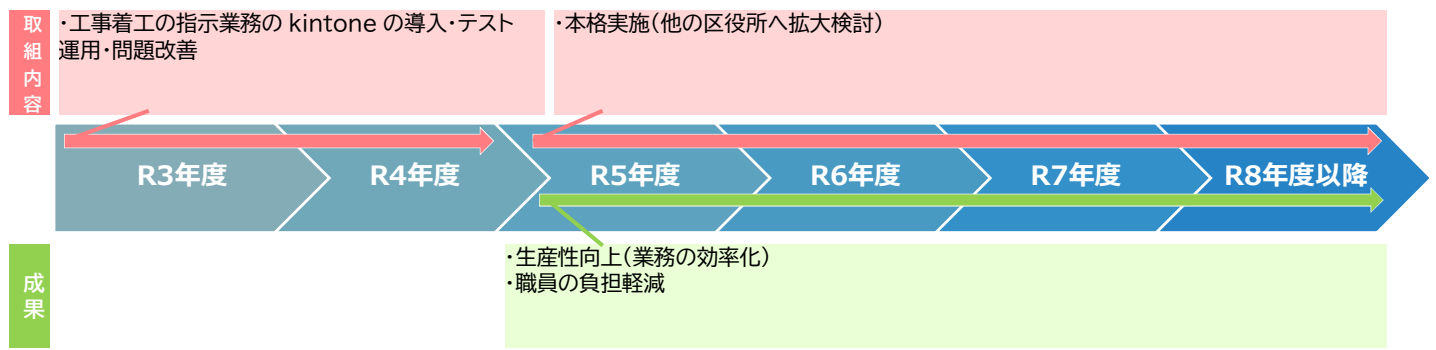 取組内容
・工事着工の指示業務の kintone の導入・テスト
運用・問題改善
・本格実施(他の区役所へ拡大検討)
R3年度
R4年度
R5年度
R6年度
R7年度
R8年度以降
成果
・生産性向上(業務の効率化)
・職員の負担軽減